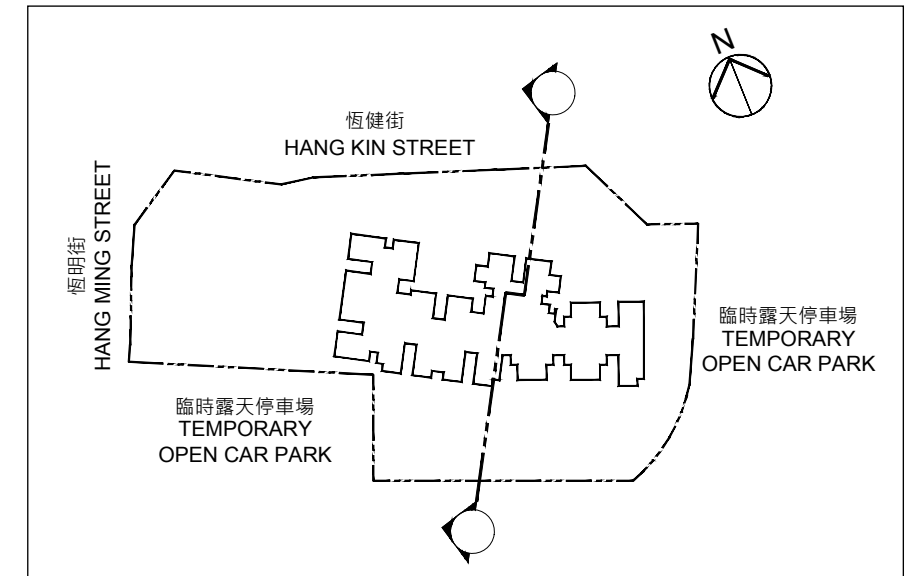 N
恆健街
HANG KIN STREET
恆明街
HANG MING STREET
臨時露天停車場
TEMPORARY
OPEN CAR PARK
臨時露天停車場
TEMPORARY
OPEN CAR PARK